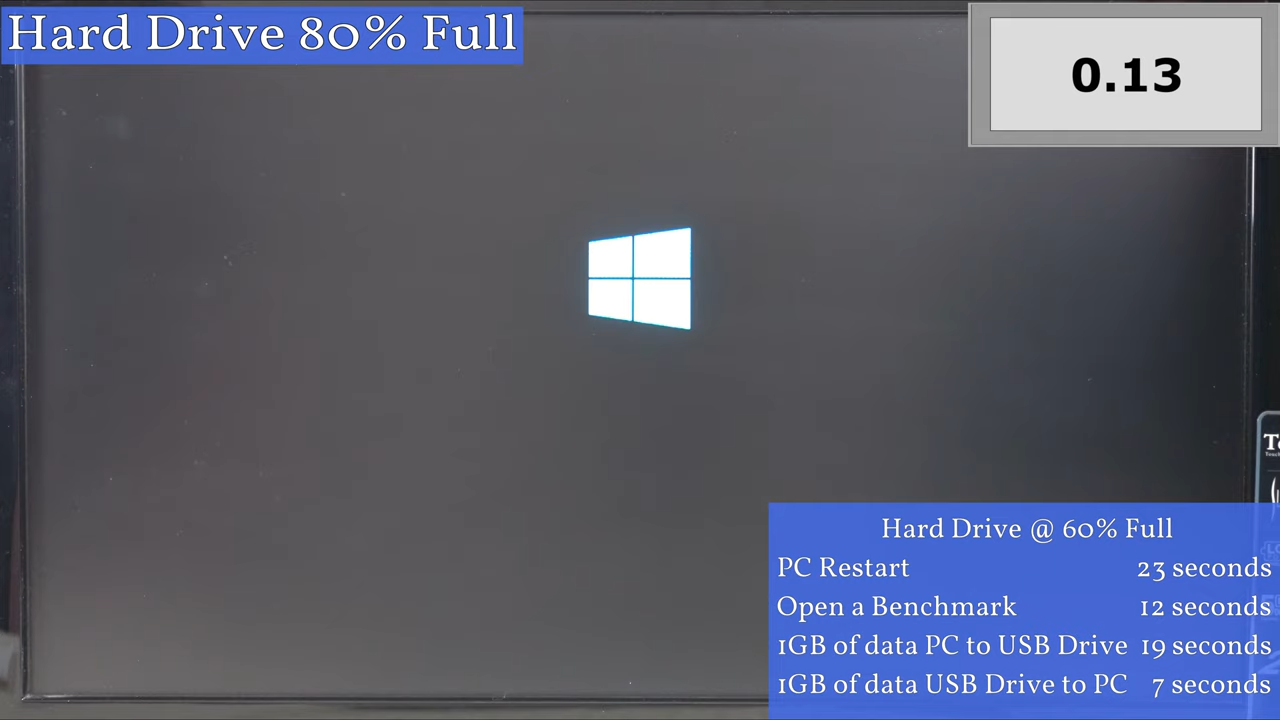 Hard Drive 80% Full
0.13
Hard Drive @ 60% Full
PC Restart 23 seconds
Open a Benchmark 12 seconds
1GB of data PC to USB Drive 19 seconds
1GB of data USB Drive to PC 7 seconds